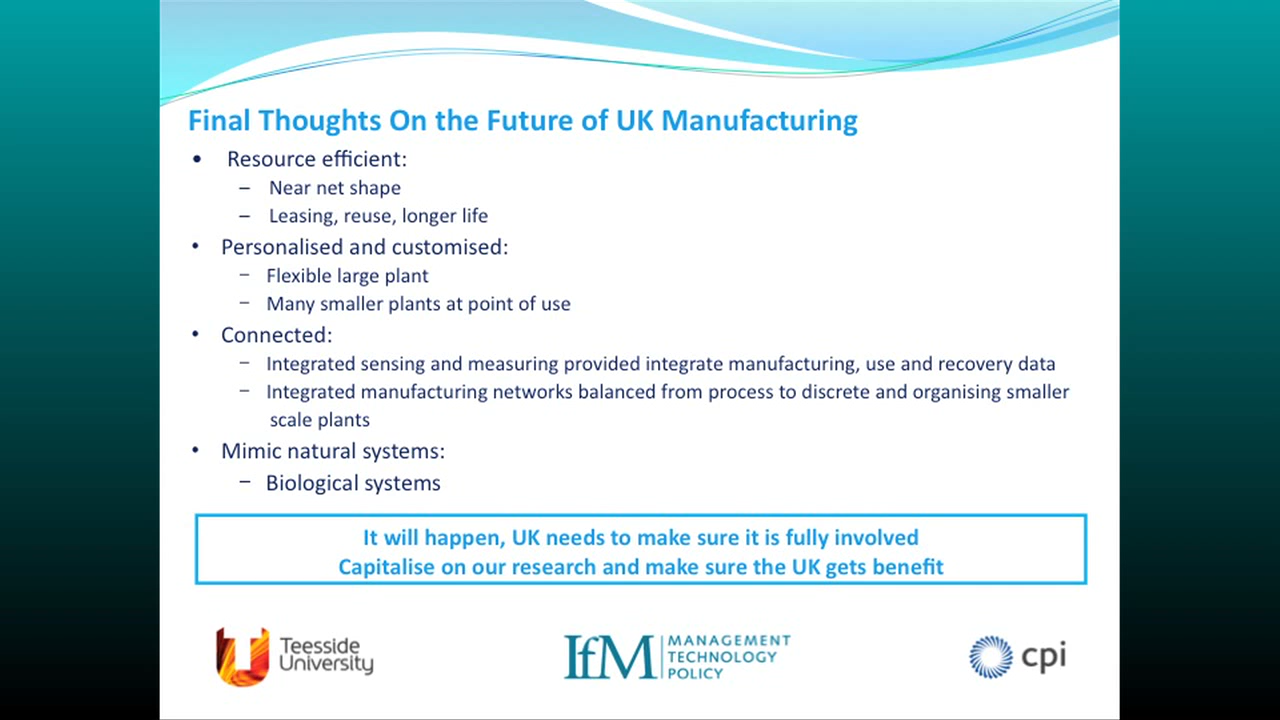 Final Thoughts On the Future of UK Manufacturing
• Resource efficient:
– Near net shape
– Leasing, reuse, longer life
• Personalised and customised:
– Flexible large plant
– Many smaller plants at point of use
• Connected:
– Integrated sensing and measuring provided integrate manufacturing, use and recovery data
– Integrated manufacturing networks balanced from process to discrete and organising smaller
scale plants
• Mimic natural systems:
– Biological systems
It will happen, UK needs to make sure it is fully involved
Capitalise on our research and make sure the UK gets benefit
Teesside
University
IfM
MANAGEMENT
TECHNOLOGY
POLICY
cpi